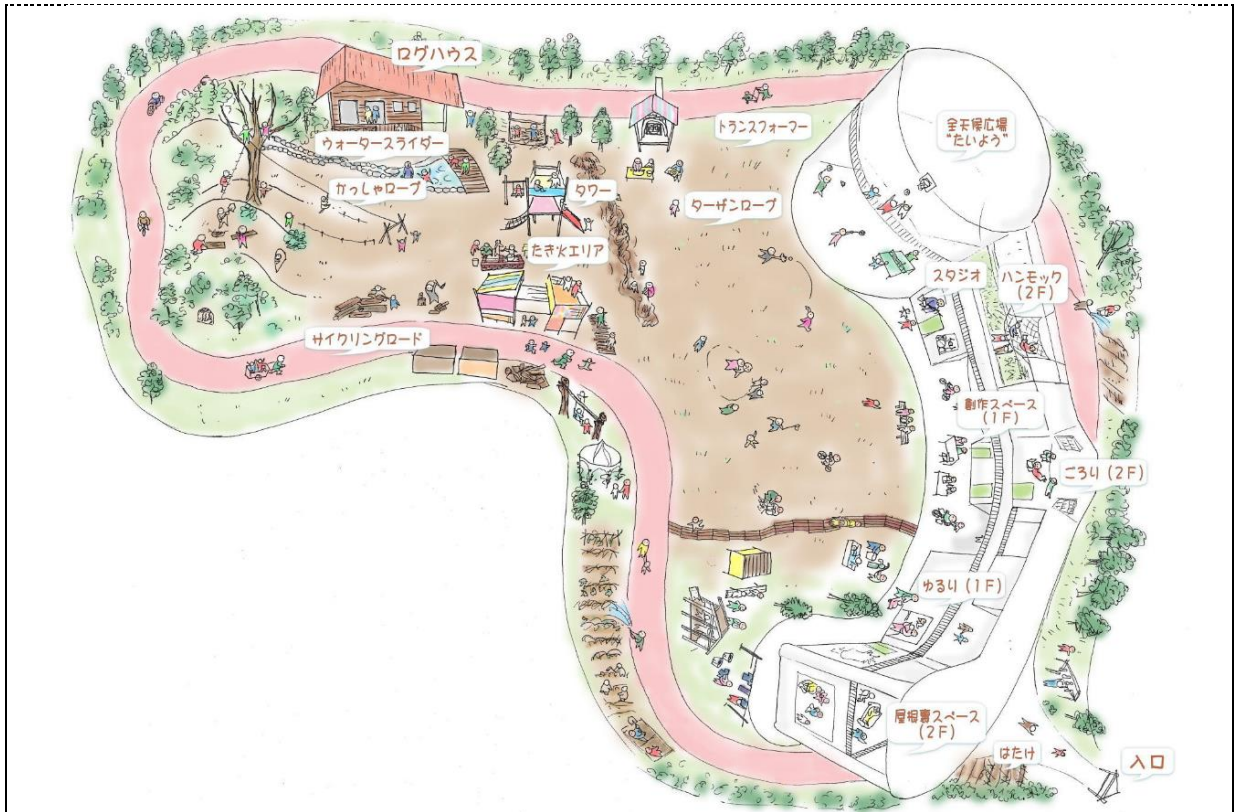 ログハウス
ウォータースライダー
かっしゃロープ
タワー
トランスフォーマー
ターザンロープ
たき火エリア
サイクリングロード
全天候広場
“たいよう”
スタジオ
ハンモック
(2F)
創作スペース
(1F)
ごろり(2F)
ゆるり(1F)
屋根裏スペース
(2F)
はたけ
入口